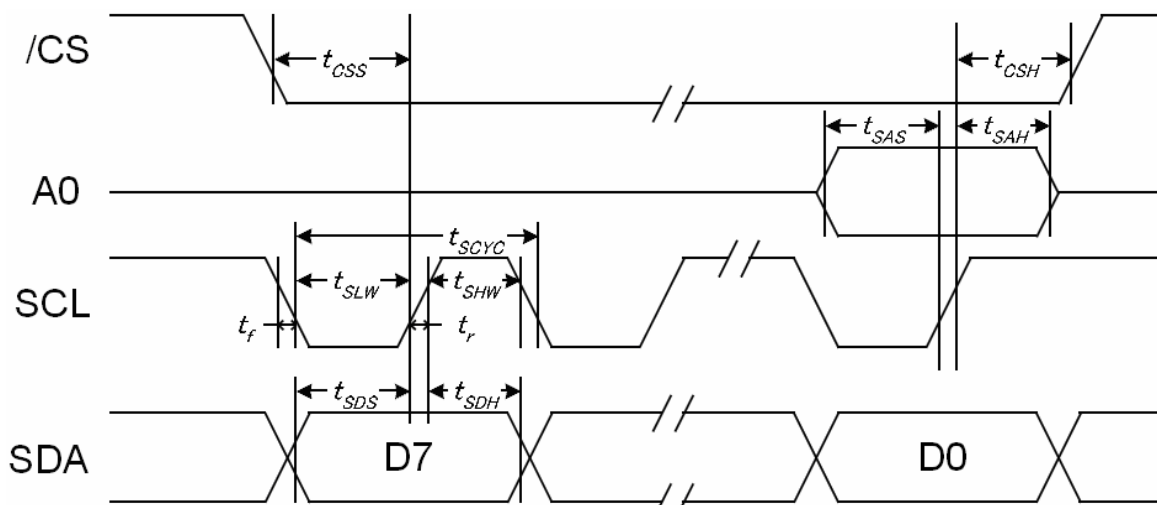 /CS
tCSS
tCSH
tSAS
tSAH
A0
tSCYC
SCL
tSLW
tSHW
tf
tr
tSDS
tSDH
SDA
D7
D0